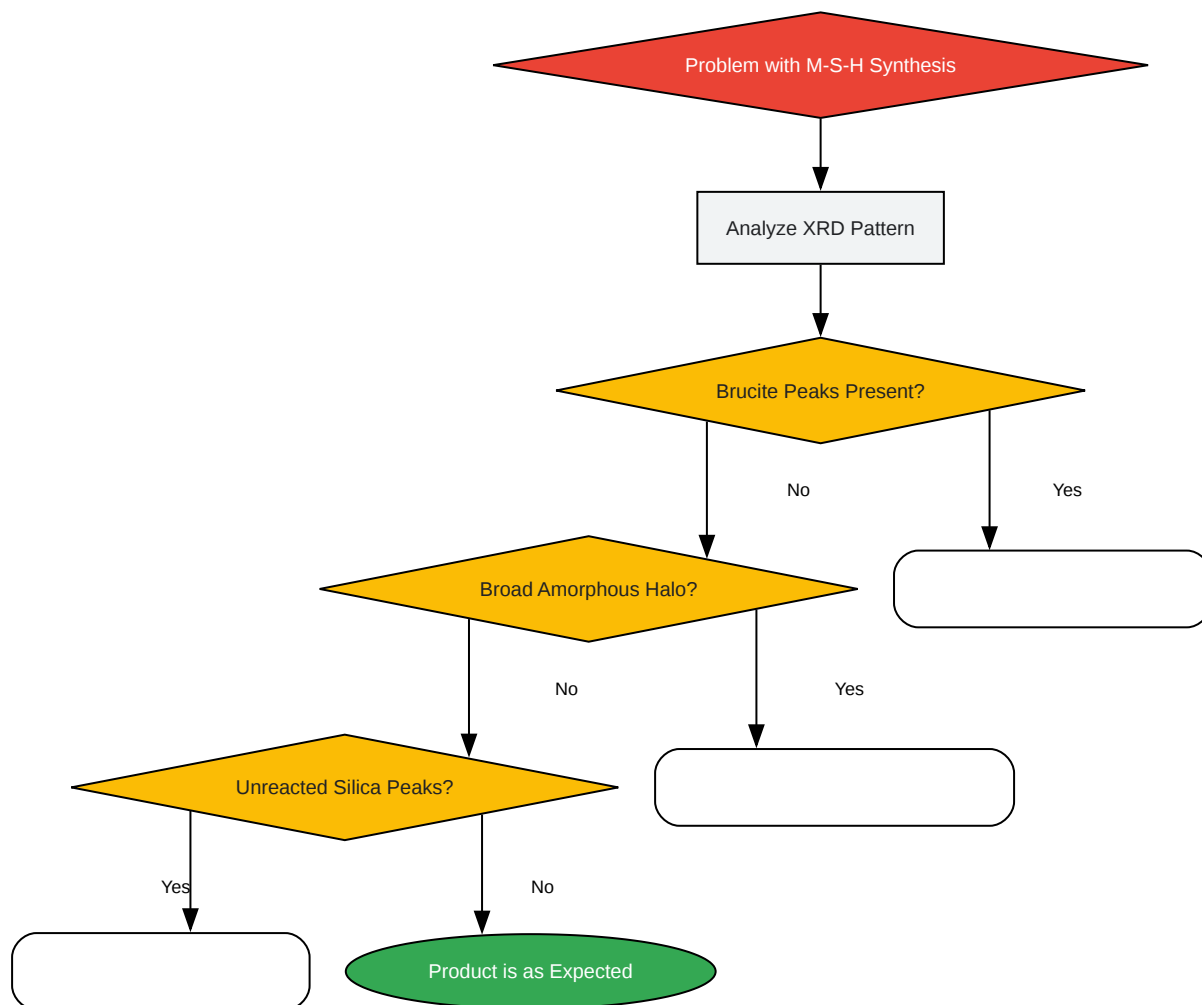 Problem with M-S-H Synthesis
Analyze XRD Pattern
Brucite Peaks Present?
No
Yes
Broad Amorphous Halo?
No
Yes
Unreacted Silica Peaks?
Yes
No
Product is as Expected